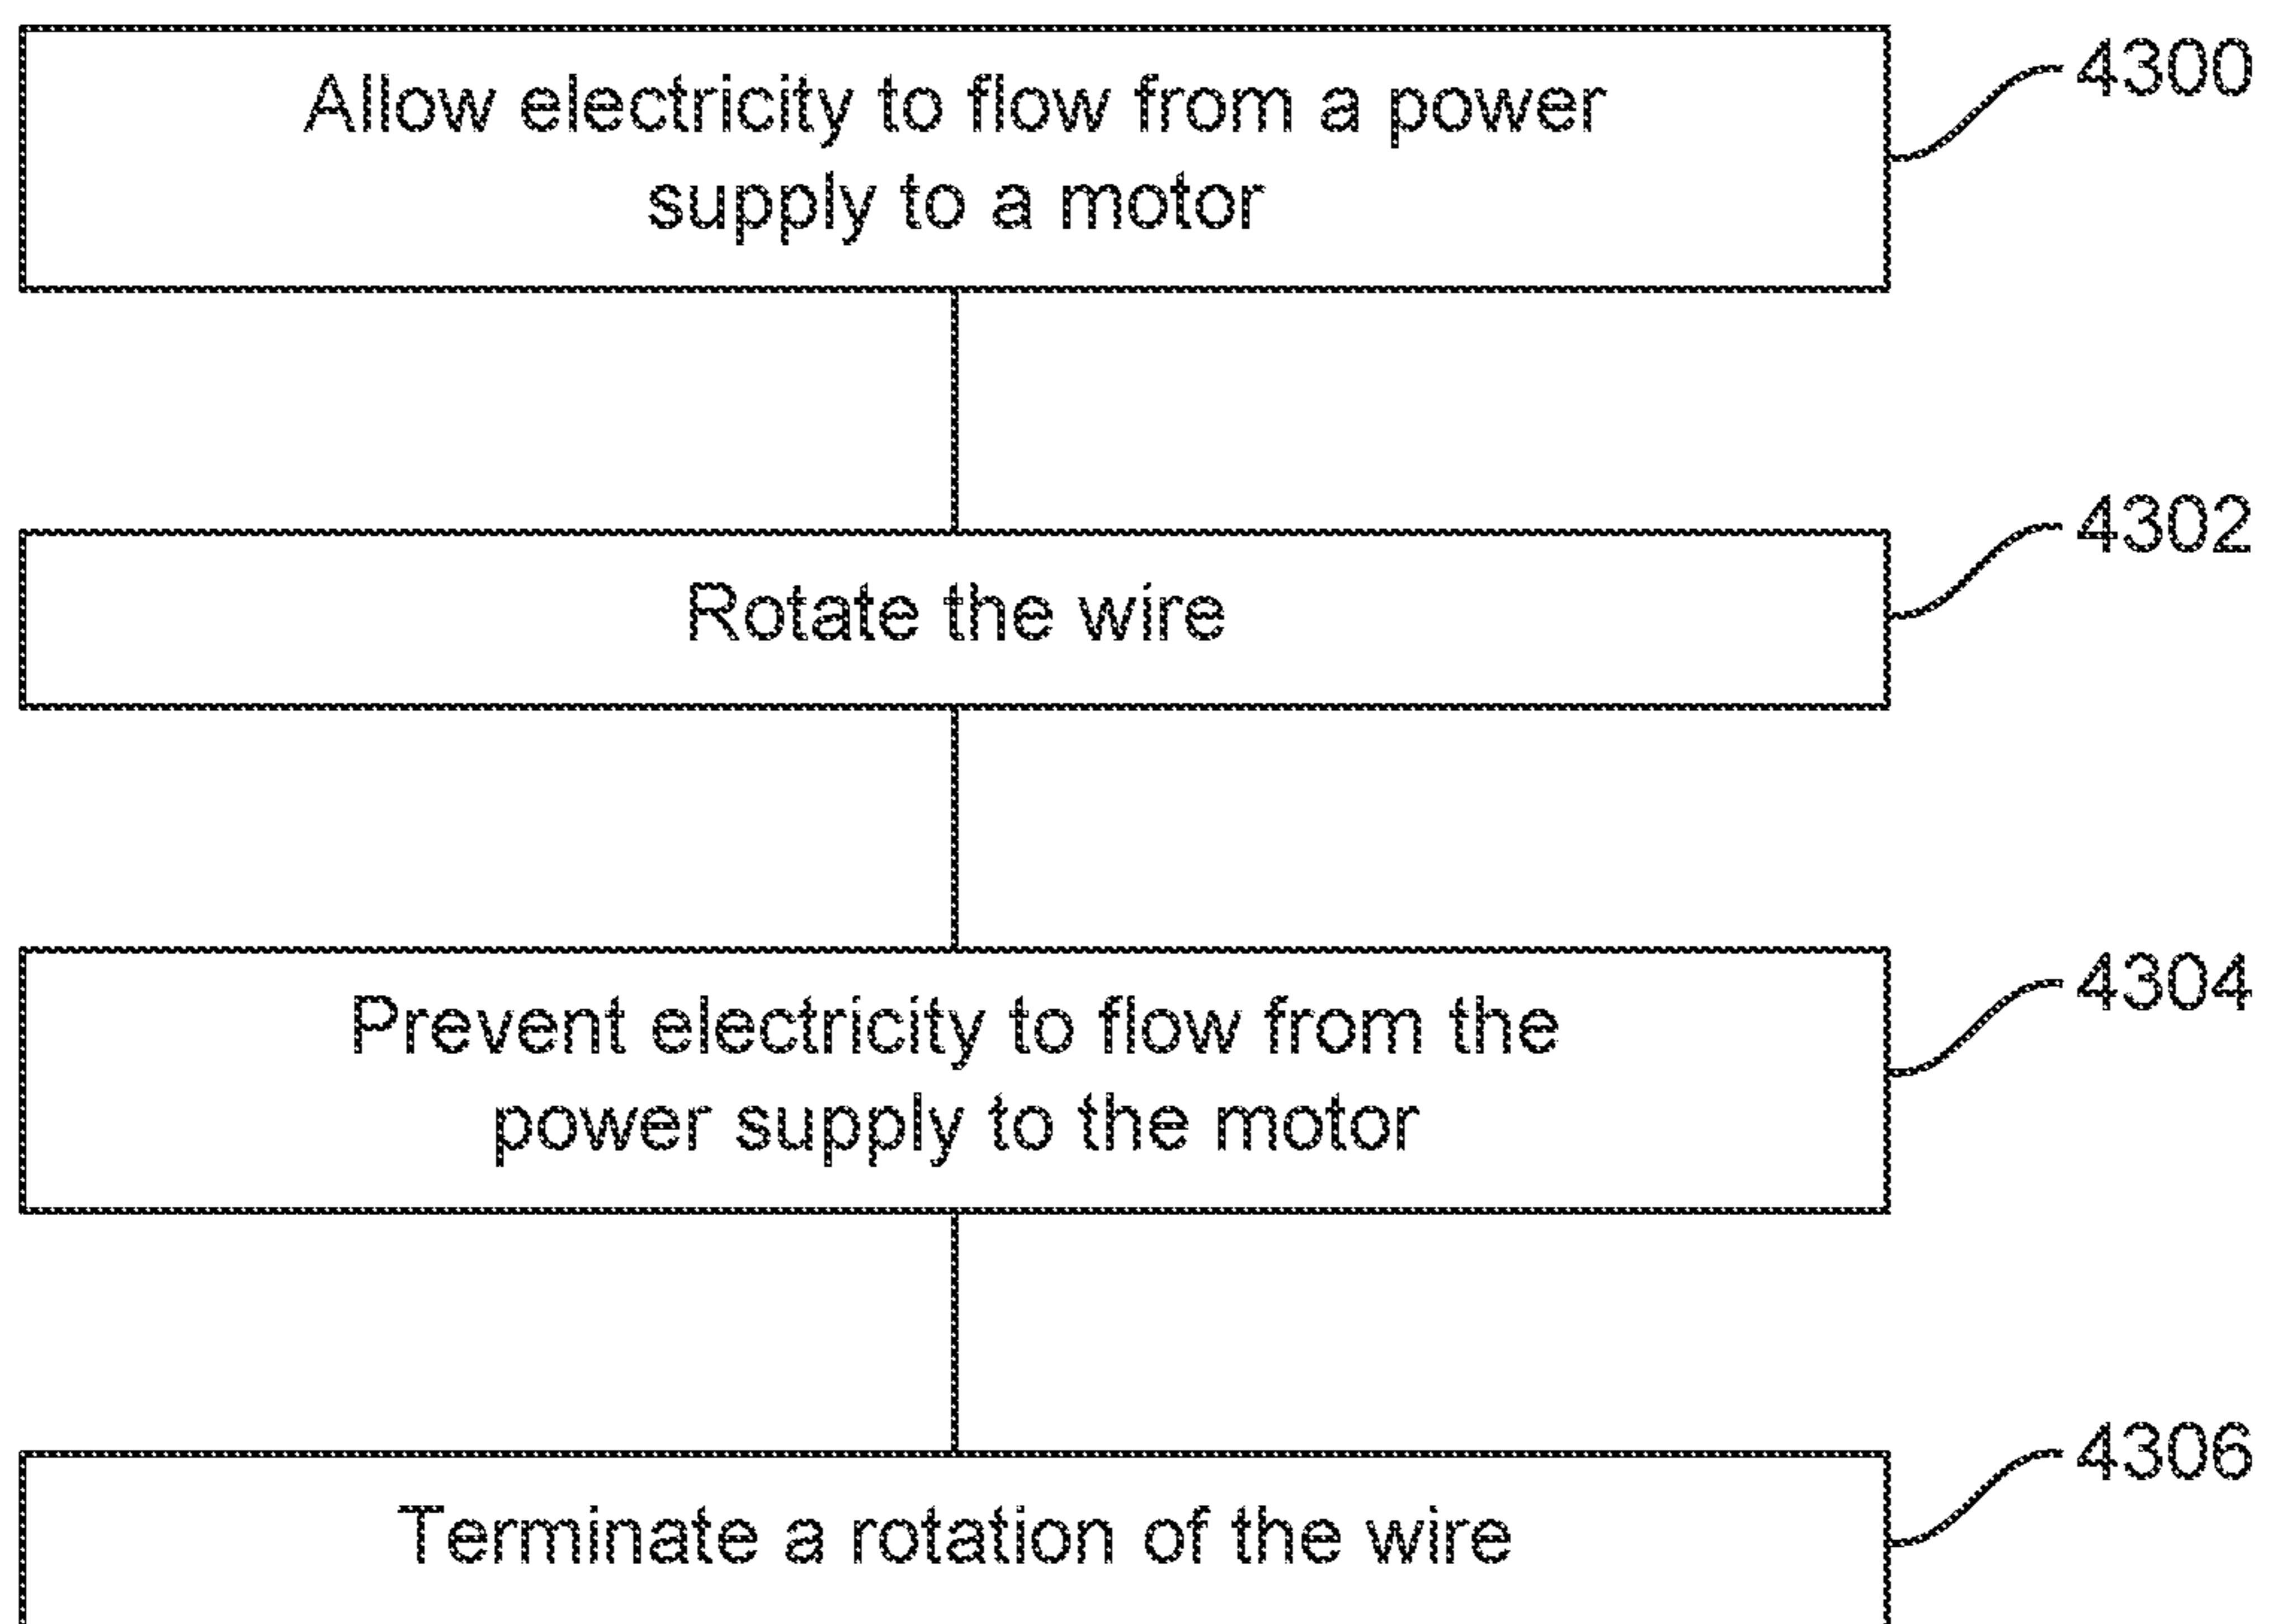 Allow electricity to flow from a power
supply to a motor
4300
Rotate the wire
4302
Prevent electricity to flow from the
power supply to the motor
4304
Terminate a rotation of the wire
4306